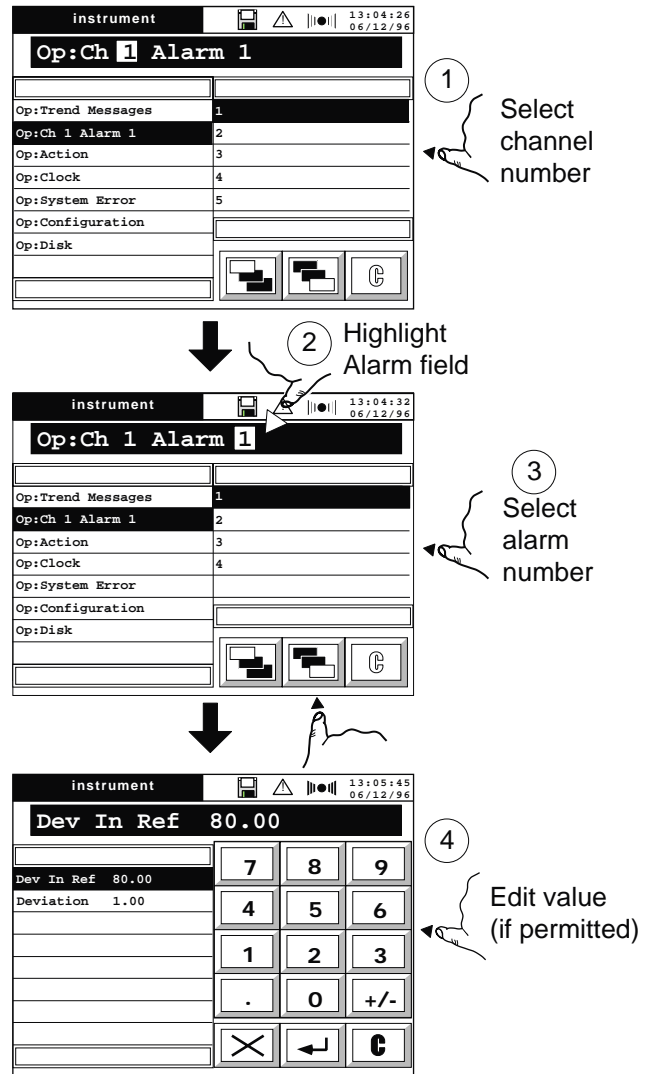 instrument
13:04:26
06/12/96
Op:Ch 1 Alarm 1
Op:Trend Messages
Op:Ch 1 Alarm 1
Op:Action
Op:Clock
Op:System Error
Op:Configuration
Op:Disk
1
2
3
4
5
C
1
Select
channel
number
2
Highlight
Alarm field
instrument
13:04:32
06/12/96
Op:Ch 1 Alarm 1
Op:Trend Messages
Op:Ch 1 Alarm 1
Op:Action
Op:Clock
Op:System Error
Op:Configuration
Op:Disk
1
2
3
4
C
3
Select
alarm
number
instrument
13:05:45
06/12/96
Dev In Ref 80.00
Dev In Ref 80.00
Deviation 1.00
7 8 9
4 5 6
1 2 3
. 0 +/-
C
4
Edit value
(if permitted)